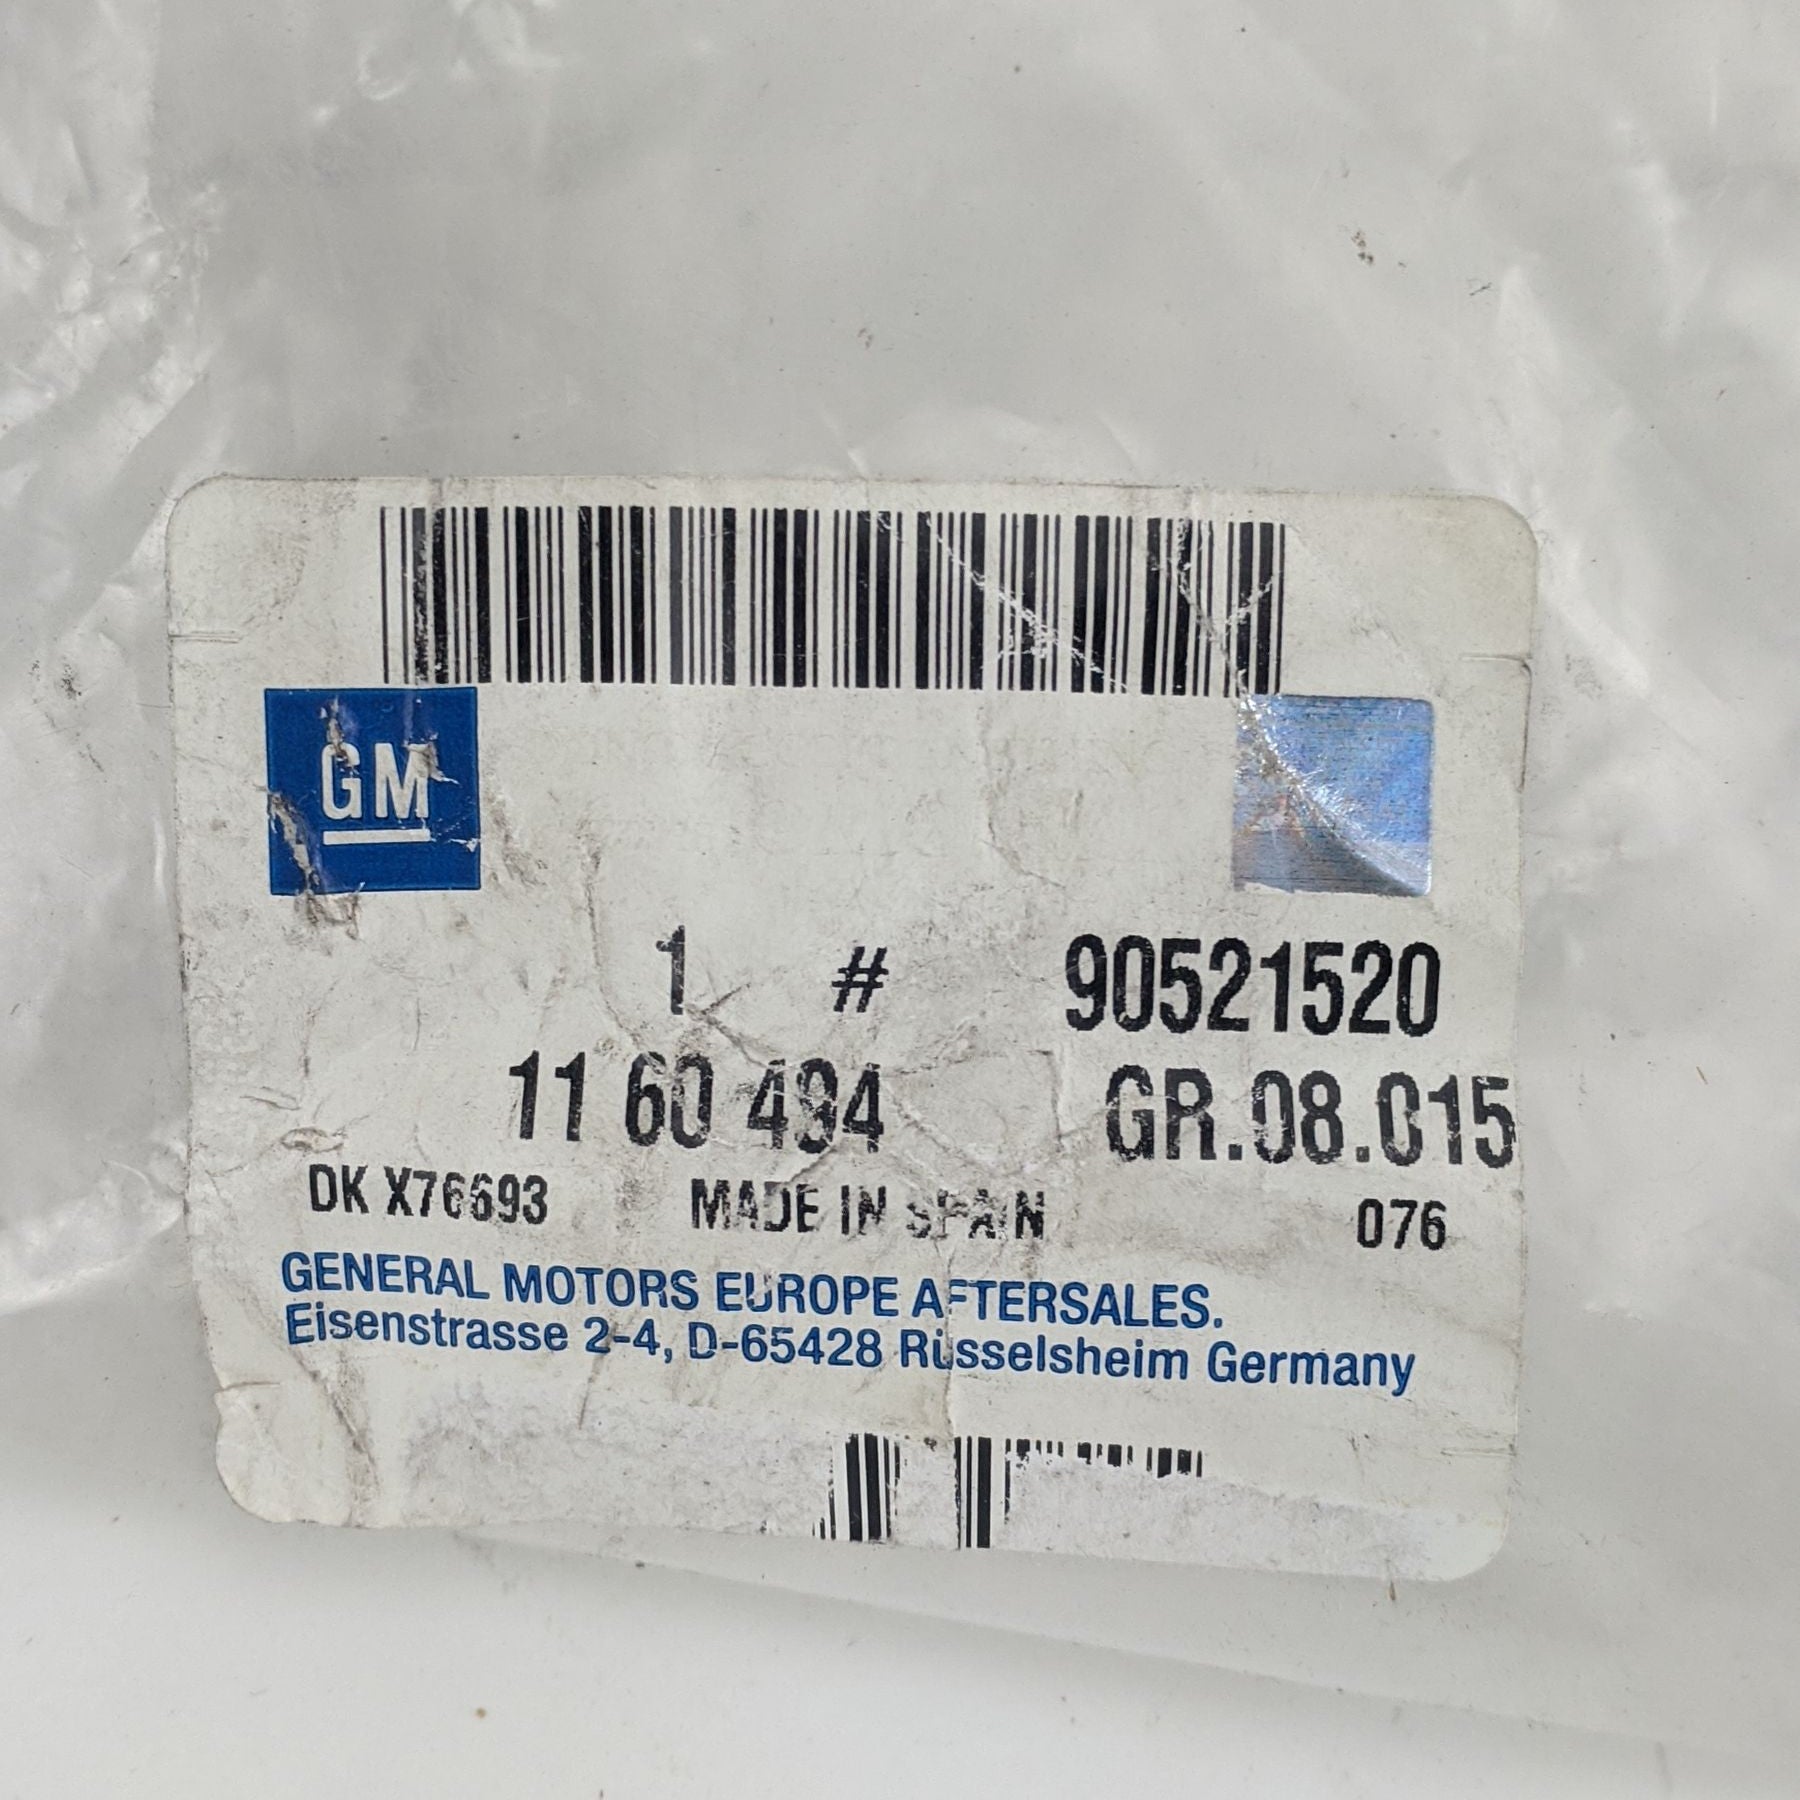 GM
1 # 90521520
11 60 494 GR.08.015
DK X76693 MADE IN SPAIN 076
GENERAL MOTORS EUROPE AFTERSALES.
Eisenstrasse 2-4, D-65428 Rüsselsheim Germany